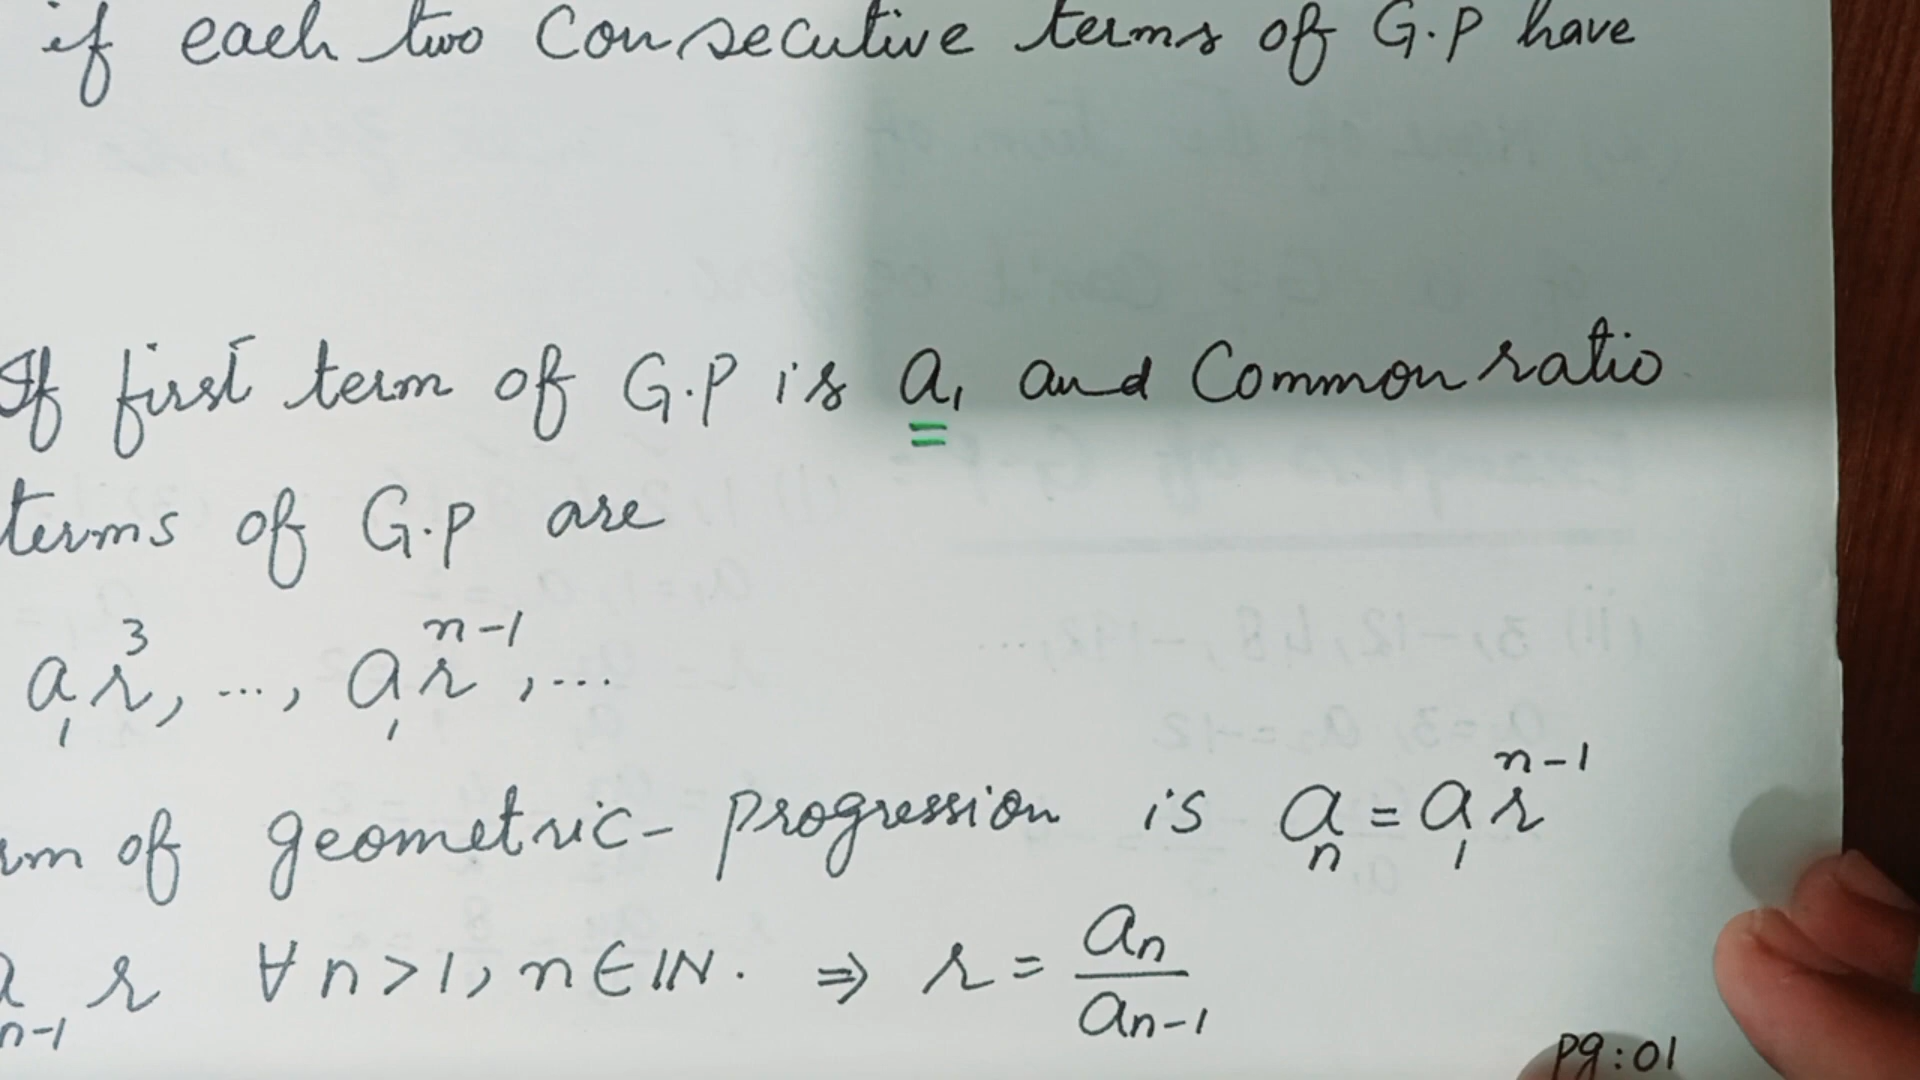 if each two Consecutive terms of G.P have
If first term of G.P is a₁ and Common ratio
terms of G.P are
a₁r³, ..., a₁rⁿ⁻¹, ...
of geometric-progression is aₙ = a₁rⁿ⁻¹
aₙ₋₁ r ∀ n > 1, n ∈ IN. ⇒ r = aₙ / aₙ₋₁
pg: 01